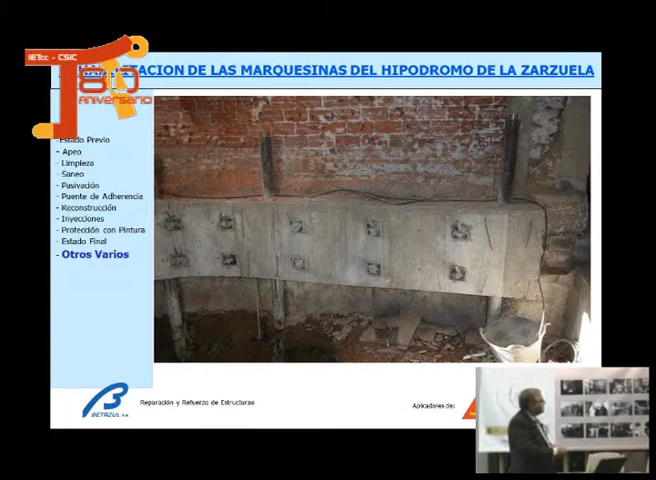 IETcc - CSIC
80
Aniversario
TACION DE LAS MARQUESINAS DEL HIPODROMO DE LA ZARZUELA
- Estado Previo
- Apeo
- Limpieza
- Saneo
- Pasivación
- Puente de Adherencia
- Reconstrucción
- Inyecciones
- Protección con Pintura
- Estado Final
- Otros Varios
BETAZUL S.A.
Reparación y Refuerzo de Estructuras
Aplicadores de: